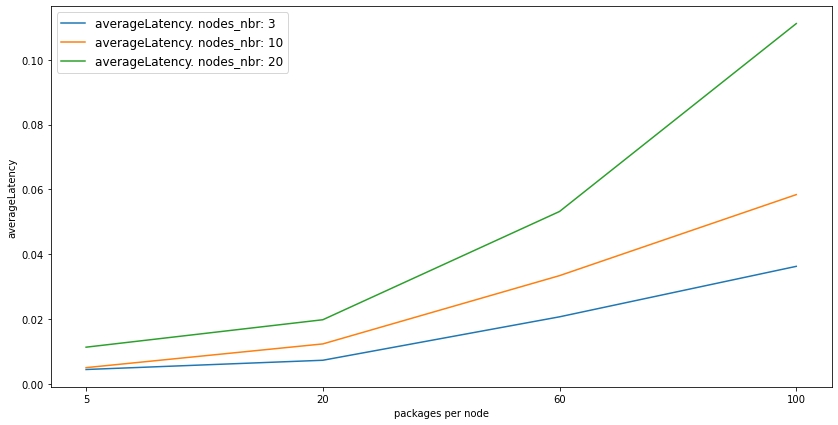 averageLatency. nodes_nbr: 3
averageLatency. nodes_nbr: 10
averageLatency. nodes_nbr: 20
0.10
0.08
0.06
0.04
0.02
0.00
averageLatency
5 20 60 100
packages per node